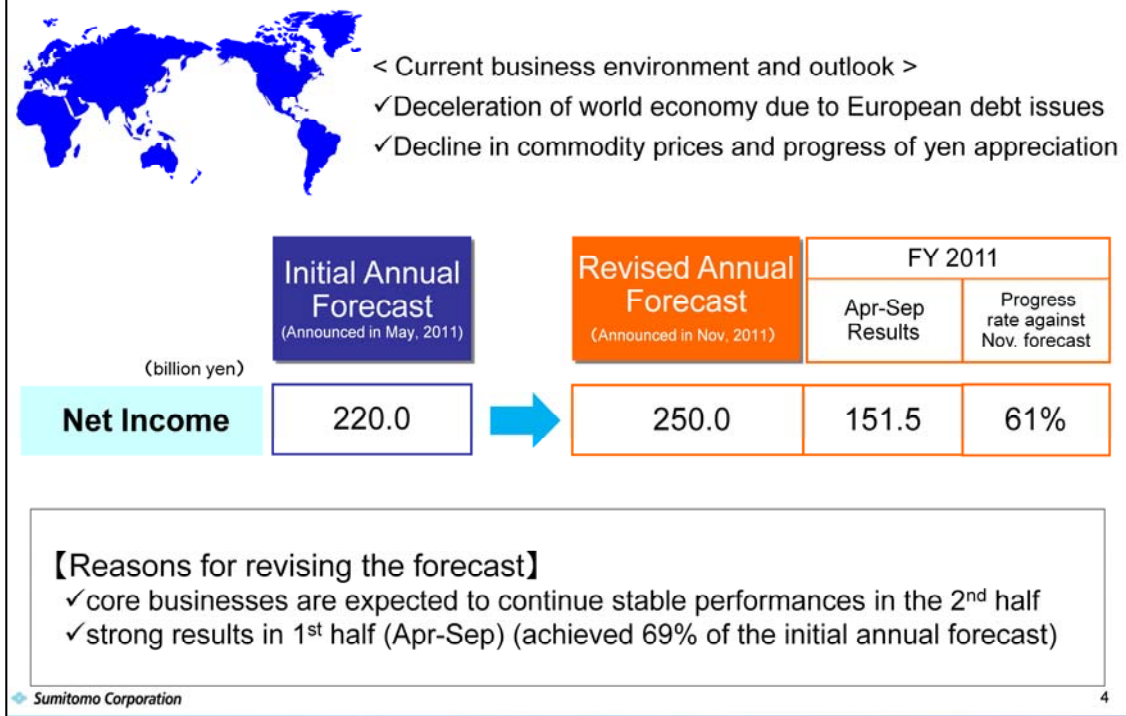 < Current business environment and outlook >
✓Deceleration of world economy due to European debt issues
✓Decline in commodity prices and progress of yen appreciation
Initial Annual
Forecast
(Announced in May, 2011)
Revised Annual
Forecast
(Announced in Nov, 2011)
FY 2011
Apr-Sep
Results
Progress
rate against
Nov. forecast
(billion yen)
Net Income
220.0
250.0
151.5
61%
【Reasons for revising the forecast】
✓core businesses are expected to continue stable performances in the 2nd half
✓strong results in 1st half (Apr-Sep) (achieved 69% of the initial annual forecast)
Sumitomo Corporation
4